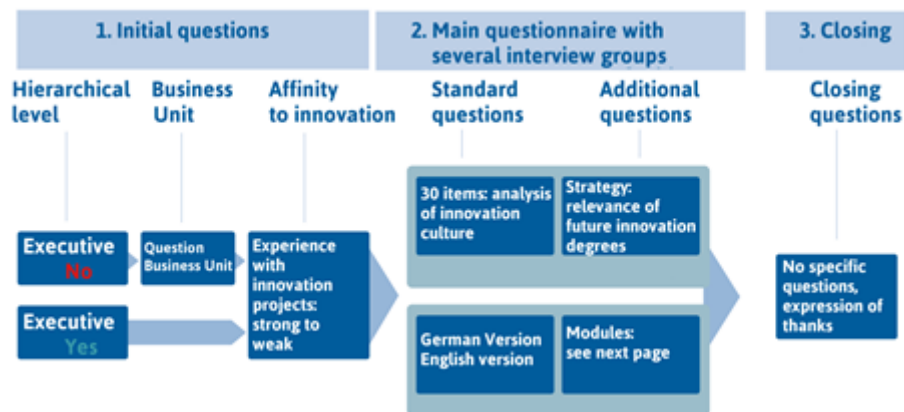 1. Initial questions
2. Main questionnaire with
several interview groups
3. Closing
Hierarchical
level
Business
Unit
Affinity
to innovation
Standard
questions
Additional
questions
Closing
questions
Executive
No
Question
Business Unit
Executive
Yes
Experience
with
innovation
projects:
strong to
weak
30 items: analysis
of innovation
culture
Strategy:
relevance of
future innovation
degrees
German Version
English version
Modules:
see next page
No specific
questions,
expression of
thanks